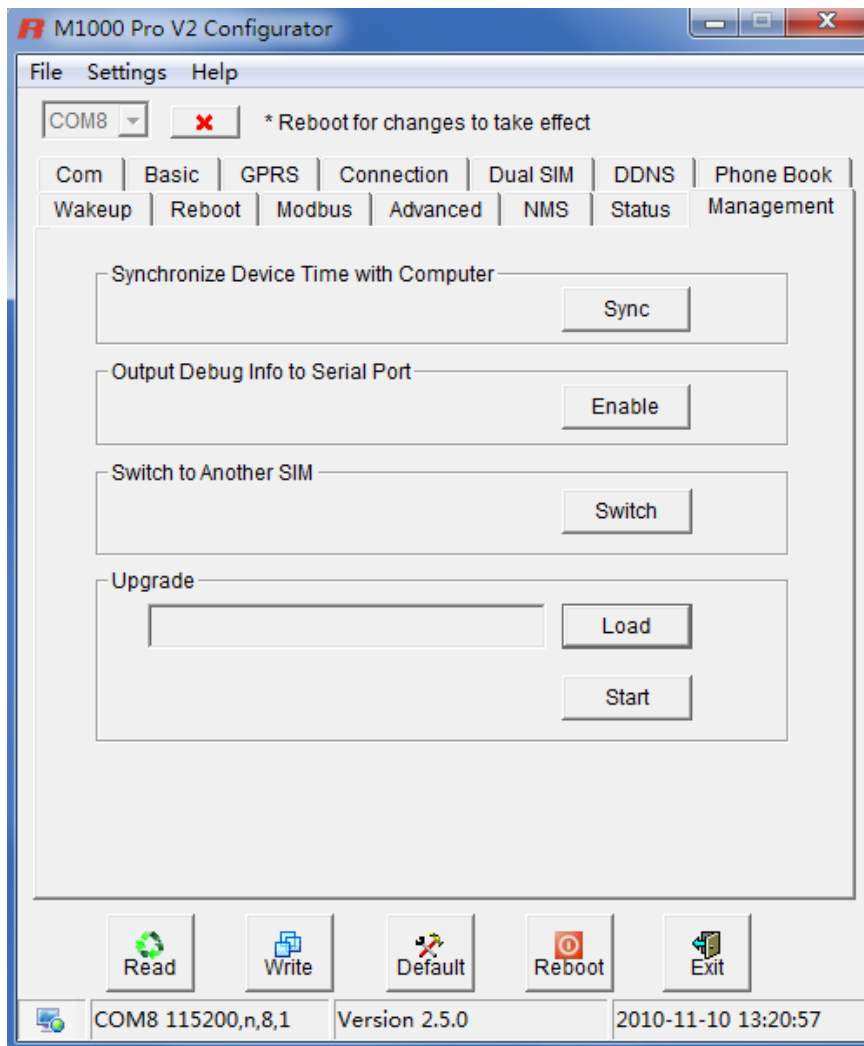 M1000 Pro V2 Configurator
File Settings Help
COM8 * Reboot for changes to take effect
Com Basic GPRS Connection Dual SIM DDNS Phone Book
Wakeup Reboot Modbus Advanced NMS Status Management
Synchronize Device Time with Computer
Sync
Output Debug Info to Serial Port
Enable
Switch to Another SIM
Switch
Upgrade
Load
Start
Read Write Default Reboot Exit
COM8 115200,n,8,1 Version 2.5.0 2010-11-10 13:20:57